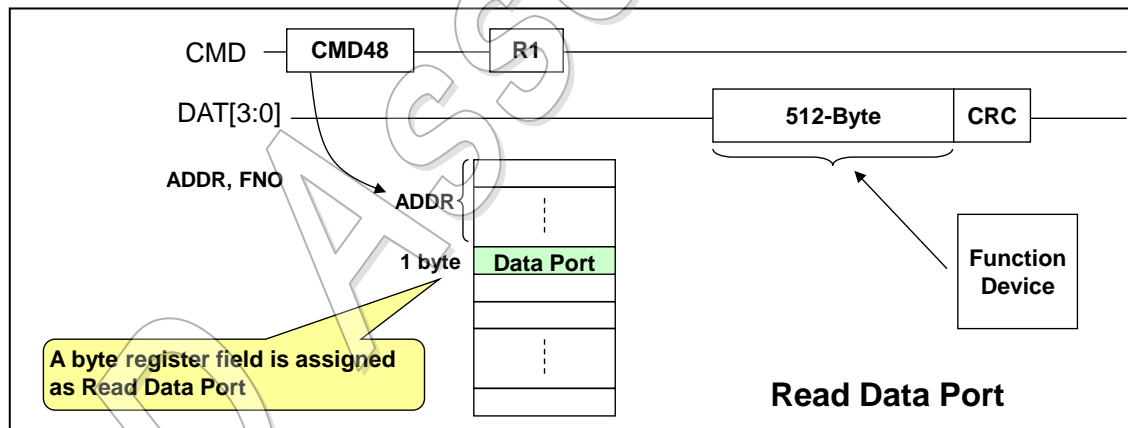 CMD
CMD48
R1
DAT[3:0]
512-Byte
CRC
ADDR, FNO
ADDR
1 byte
Data Port
Function
Device
A byte register field is assigned
as Read Data Port
Read Data Port